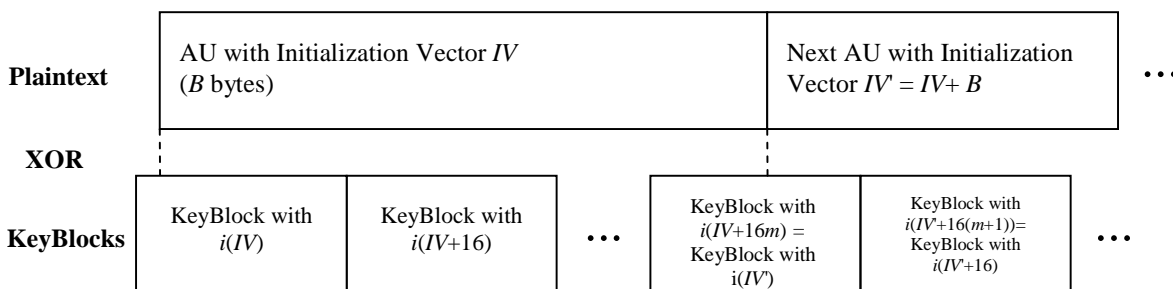 AU with Initialization Vector IV
(B bytes)
Next AU with Initialization
Vector IV' = IV+ B
Plaintext
...
XOR
KeyBlocks
KeyBlock with
i(IV)
KeyBlock with
i(IV+16)
...
KeyBlock with
i(IV+16m) =
KeyBlock with
i(IV')
KeyBlock with
i(IV'+16(m+1))=
KeyBlock with
i(IV'+16)
...